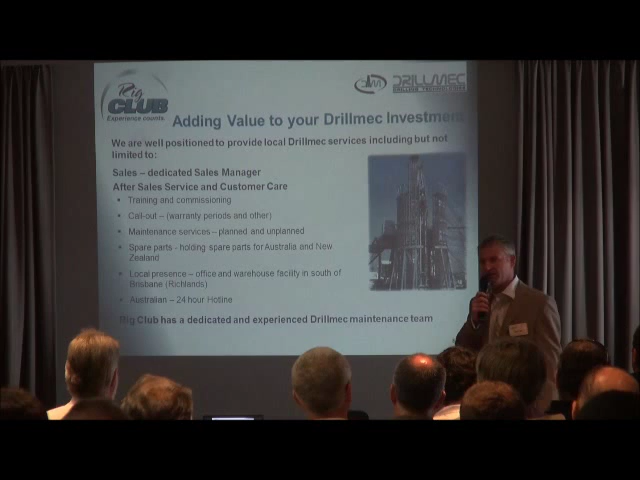 Rig
CLUB
Experience counts
DRILLMEC
DRILLING TECHNOLOGIES
Adding Value to your Drillmec Investment
We are well positioned to provide local Drillmec services including but not
limited to:
Sales – dedicated Sales Manager
After Sales Service and Customer Care
• Training and commissioning
• Call-out – (warranty periods and other)
• Maintenance services – planned and unplanned
• Spare parts - holding spare parts for Australia and New
Zealand
• Local presence – office and warehouse facility in south of
Brisbane (Richlands)
• Australian – 24 hour Hotline
Rig Club has a dedicated and experienced Drillmec maintenance team